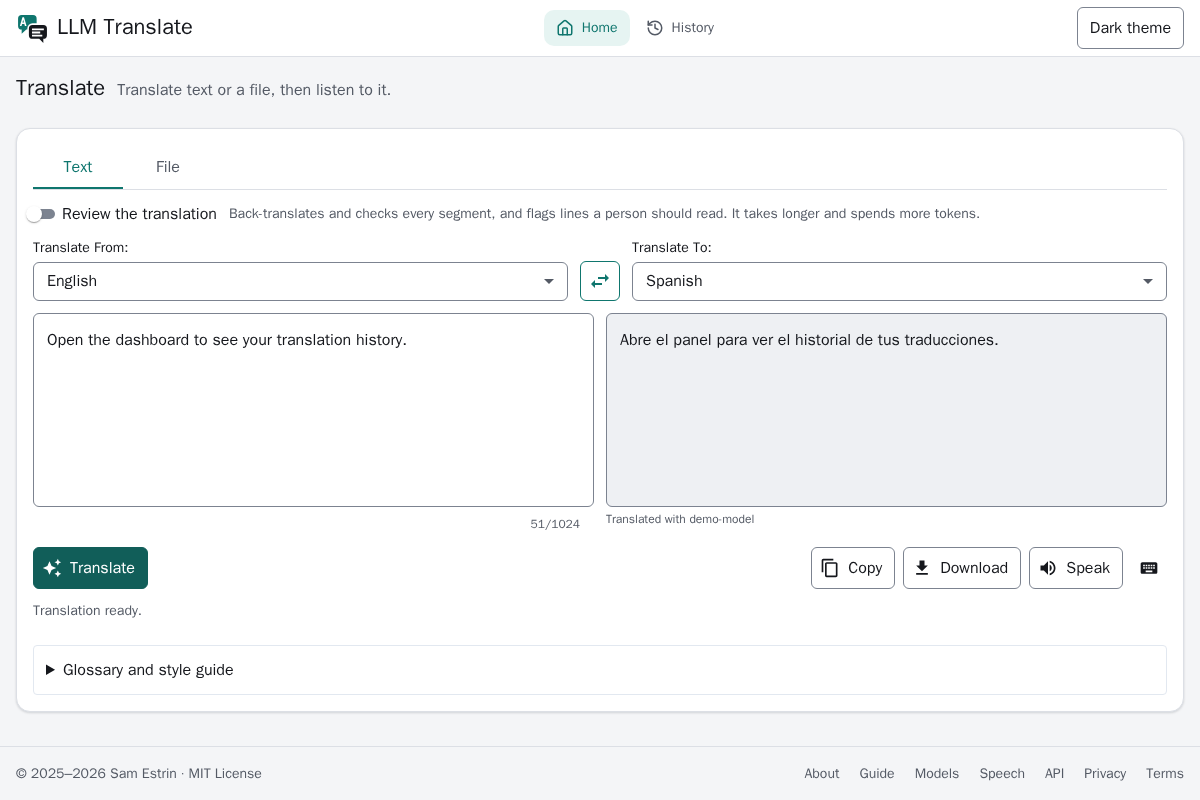 LLM Translate
Home
History
Dark theme
Translate
Translate text or a file, then listen to it.
Text
File
Review the translation
Back-translates and checks every segment, and flags lines a person should read. It takes longer and spends more tokens.
Translate From:
Translate To:
English
Spanish
Open the dashboard to see your translation history.
Abre el panel para ver el historial de tus traducciones.
51/1024
Translated with demo-model
Translate
Copy
Download
Speak
Translation ready.
Glossary and style guide
© 2025–2026 Sam Estrin · MIT License
About
Guide
Models
Speech
API
Privacy
Terms